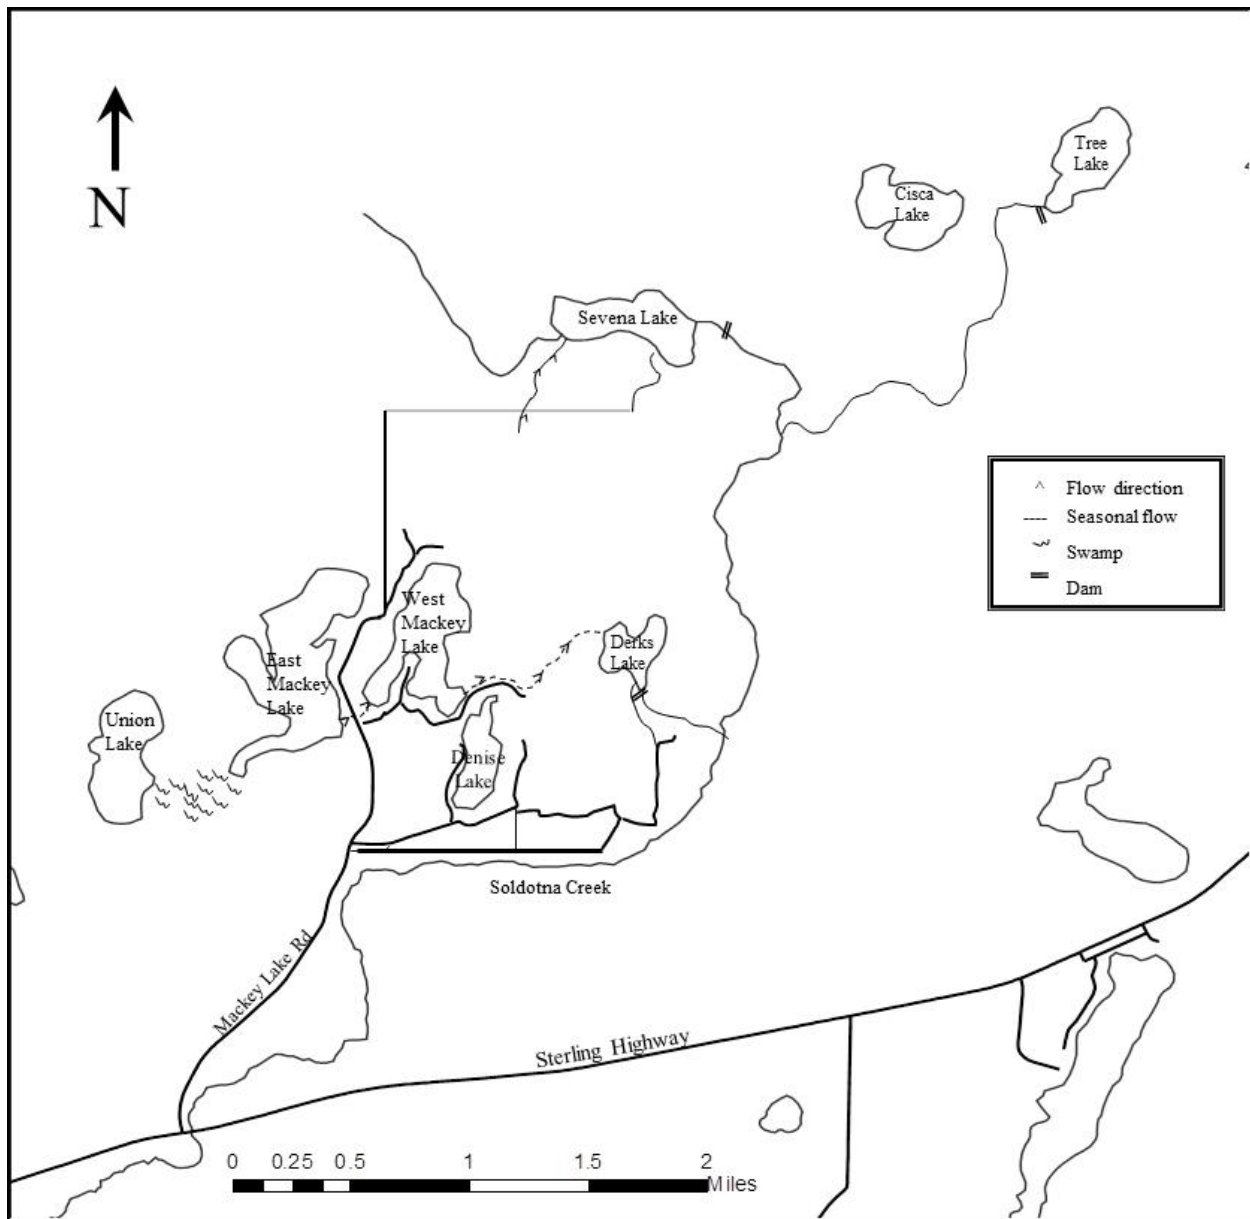 N
Tree
Lake
Cisca
Lake
Sevena Lake
^ Flow direction
---- Seasonal flow
Swamp
Dam
West
Mackey
Lake
East
Mackey
Lake
Derks
Lake
Union
Lake
Denise
Lake
Soldotna Creek
Mackey Lake Rd
Sterling Highway
0 0.25 0.5 1 1.5 2
Miles